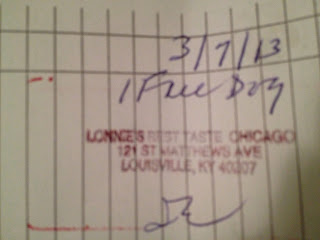 3/7/13
1 Free Dog
LONNIE'S BEST TASTE CHICAGO
121 ST MATTHEWS AVE
LOUISVILLE, KY 40207